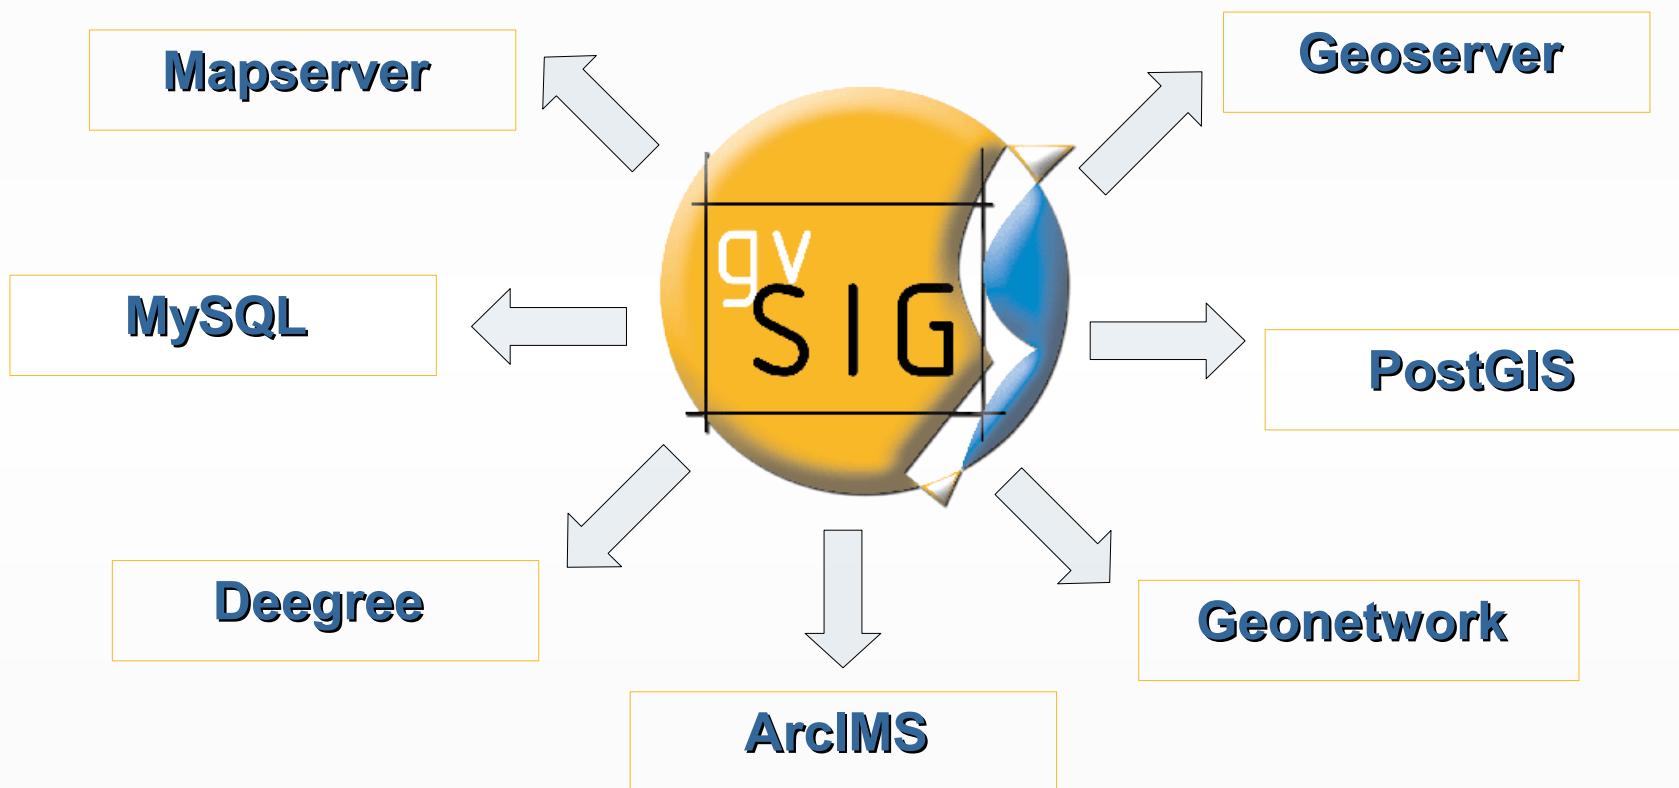 Mapserver
Geoserver
gv
SIG
MySQL
PostGIS
Deegree
Geonetwork
ArcIMS